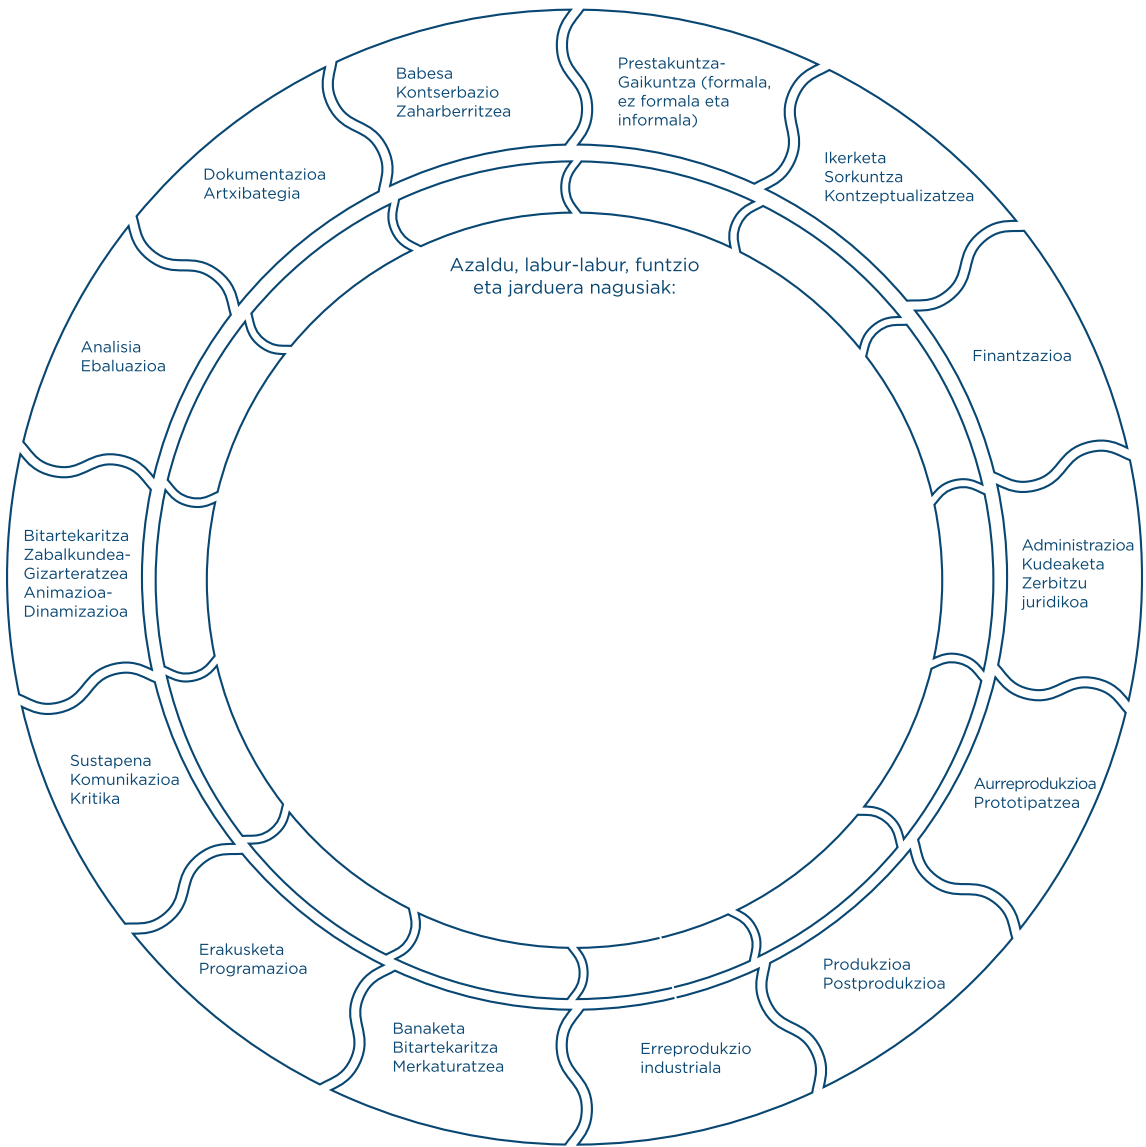 Prestakuntza-
Gaikuntza (formala,
ez formala eta
informala)
Ikerketa
Sorkuntza
Kontzeptualizatzea
Finantzazioa
Administrazioa
Kudeaketa
Zerbitzu
juridikoa
Aurreprodukzioa
Prototipatzea
Produkzioa
Postprodukzioa
Erreprodukzio
industriala
Banaketa
Bitartekaritza
Merkaturatzea
Erakusketa
Programazioa
Sustapena
Komunikazioa
Kritika
Bitartekaritza
Zabalkundea-
Gizarteratzea
Animazioa-
Dinamizazioa
Analisia
Ebaluazioa
Dokumentazioa
Artxibategia
Babesa
Kontserbazio
Zaharberritzea
Azaldu, labur-labur, funtzio
eta jarduera nagusiak: